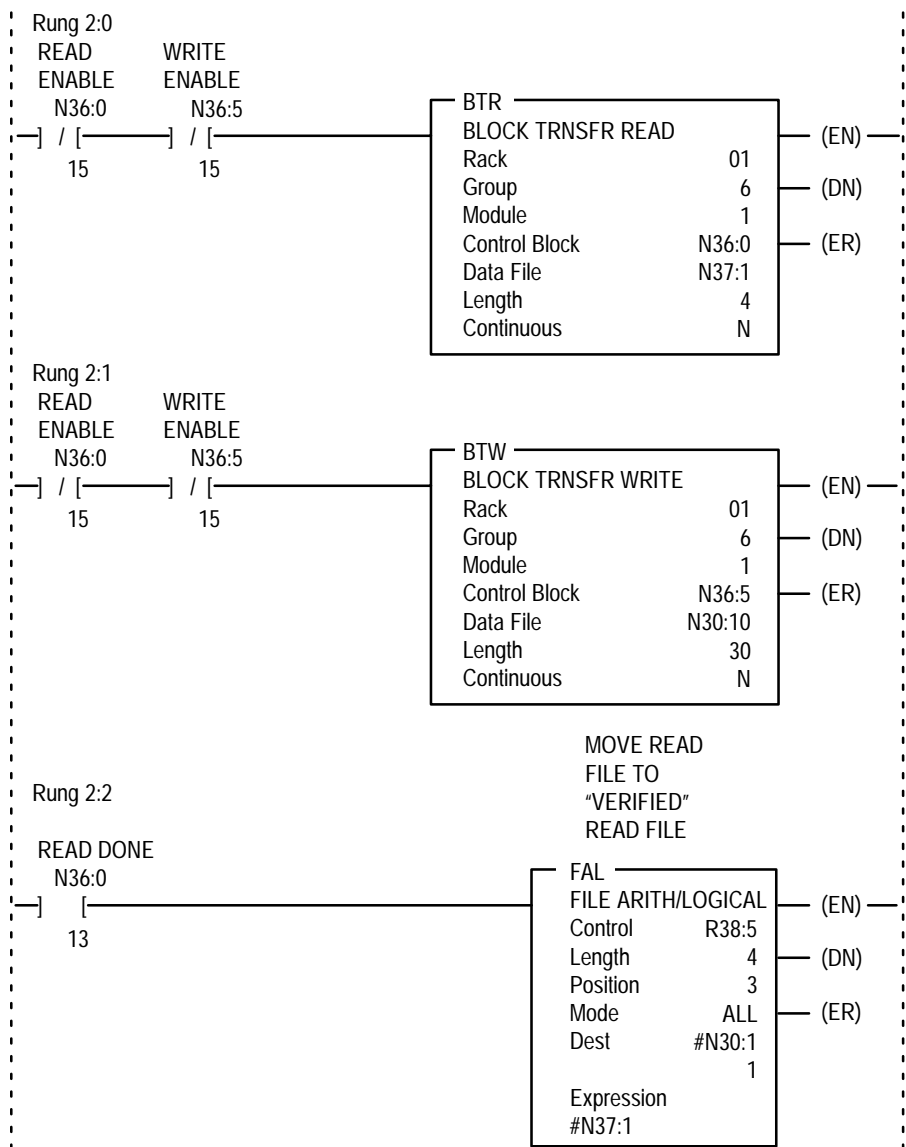 Rung 2:0
READ WRITE
ENABLE ENABLE
N36:0 N36:5
] / [ ] / [
15 15
BTR
BLOCK TRNSFR READ (EN)
Rack 01
Group 6 (DN)
Module 1
Control Block N36:0 (ER)
Data File N37:1
Length 4
Continuous N
Rung 2:1
READ WRITE
ENABLE ENABLE
N36:0 N36:5
] / [ ] / [
15 15
BTW
BLOCK TRNSFR WRITE (EN)
Rack 01
Group 6 (DN)
Module 1
Control Block N36:5 (ER)
Data File N30:10
Length 30
Continuous N
MOVE READ
FILE TO
“VERIFIED”
READ FILE
Rung 2:2
READ DONE
N36:0
] [
13
FAL
FILE ARITH/LOGICAL (EN)
Control R38:5
Length 4 (DN)
Position 3
Mode ALL (ER)
Dest #N30:1
1
Expression
#N37:1